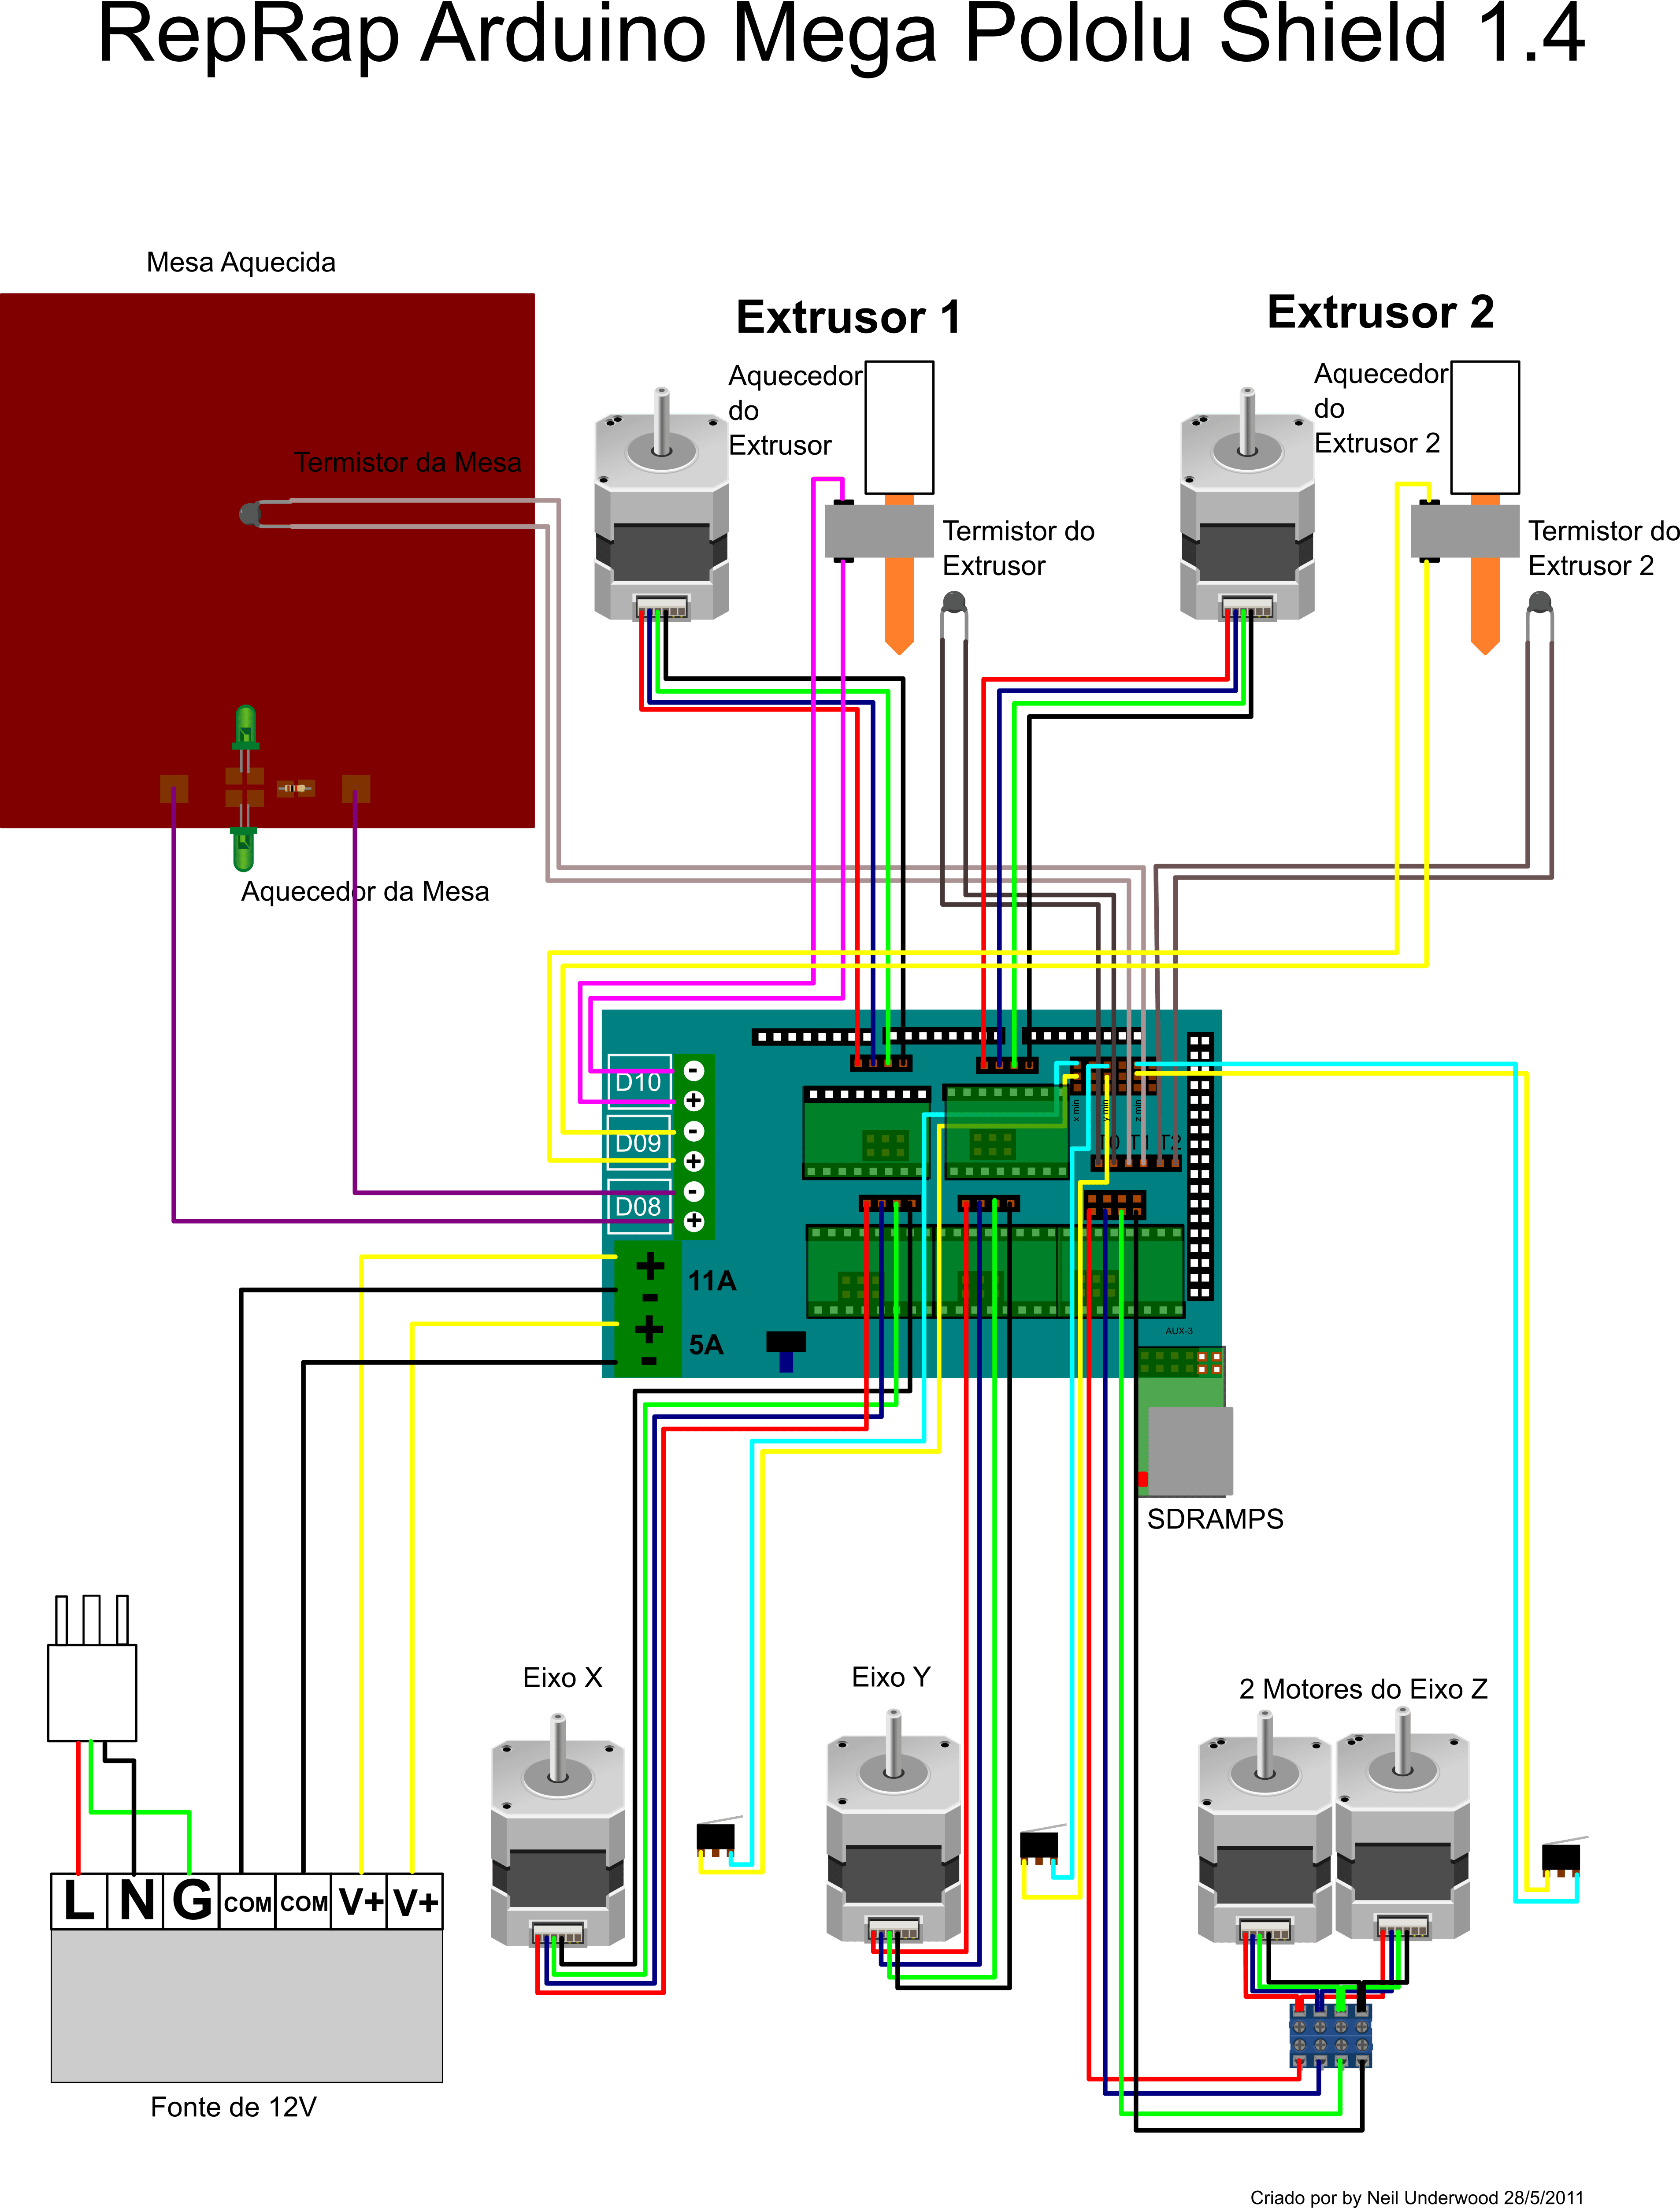 RepRap Arduino Mega Pololu Shield 1.4
Mesa Aquecida
Extrusor 1
Extrusor 2
Aquecedor
do
Extrusor
Aquecedor
do
Extrusor 2
Termistor da Mesa
Termistor do
Extrusor
Termistor do
Extrusor 2
Aquecedor da Mesa
D10
-
+
D09
-
+
D08
-
+
x min
y min
z min
T0 T1 T2
+
-
11A
+
-
5A
AUX-3
SDRAMPS
Eixo X
Eixo Y
2 Motores do Eixo Z
L N G COM COM V+ V+
Fonte de 12V
Criado por by Neil Underwood 28/5/2011